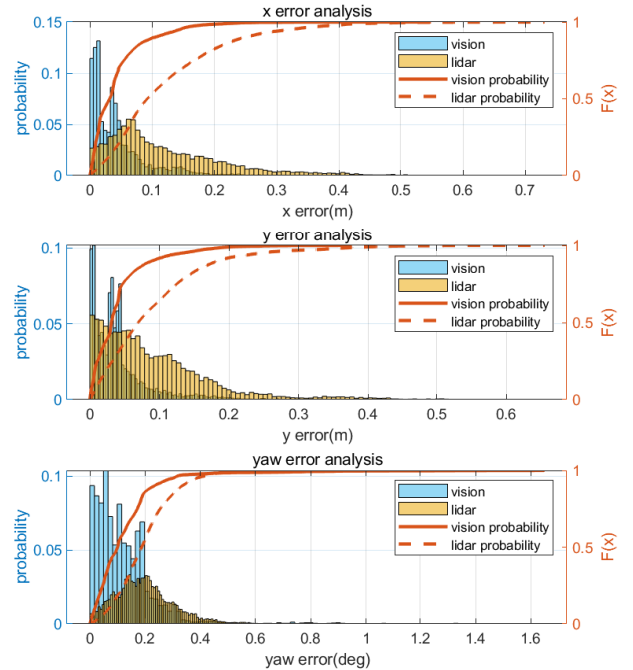 x error analysis
0.15
0.1
0.05
0
probability
1
0.5
0
F(x)
vision
lidar
vision probability
lidar probability
0 0.1 0.2 0.3 0.4 0.5 0.6 0.7
x error(m)
y error analysis
0.1
0.05
0
probability
1
0.5
0
F(x)
vision
lidar
vision probability
lidar probability
0 0.1 0.2 0.3 0.4 0.5 0.6
y error(m)
yaw error analysis
0.1
0.05
0
probability
1
0.5
0
F(x)
vision
lidar
vision probability
lidar probability
0 0.2 0.4 0.6 0.8 1 1.2 1.4 1.6
yaw error(deg)